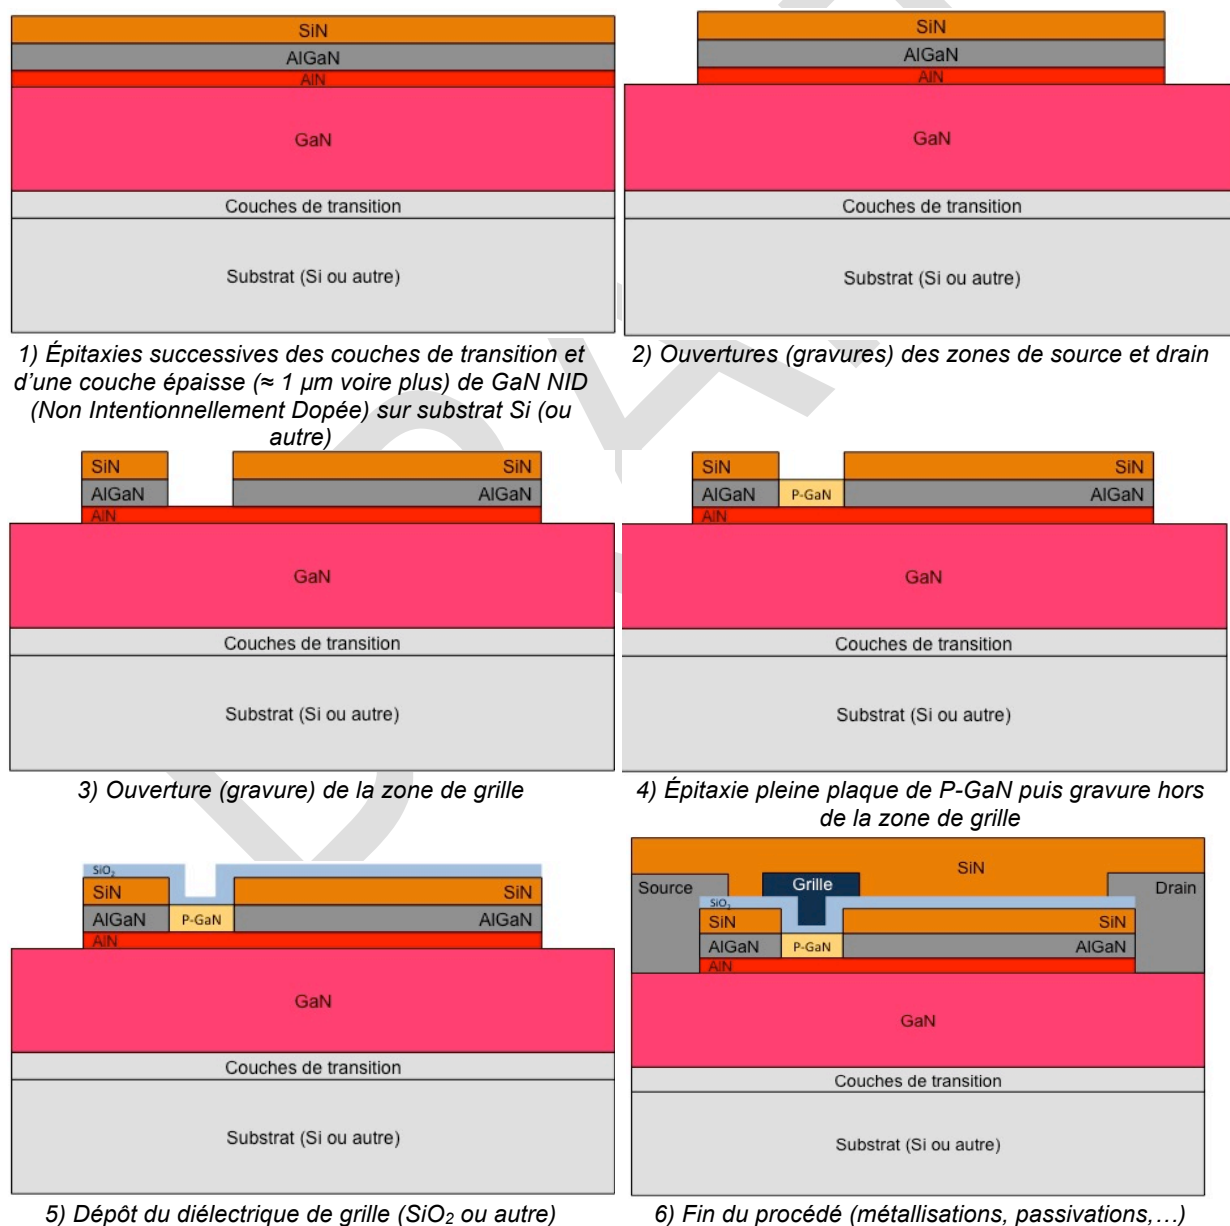 SiN
AlGaN
AlN
GaN
Couches de transition
Substrat (Si ou autre)
1) Épitaxies successives des couches de transition et
d'une couche épaisse (≈ 1 µm voire plus) de GaN NID
(Non Intentionnellement Dopée) sur substrat Si (ou
autre)
SiN
AlGaN
AlN
GaN
Couches de transition
Substrat (Si ou autre)
2) Ouvertures (gravures) des zones de source et drain
SiN SiN
AlGaN AlGaN
AlN
GaN
Couches de transition
Substrat (Si ou autre)
3) Ouverture (gravure) de la zone de grille
SiN SiN
AlGaN P-GaN AlGaN
AlN
GaN
Couches de transition
Substrat (Si ou autre)
4) Épitaxie pleine plaque de P-GaN puis gravure hors
de la zone de grille
SiO₂
SiN SiN
AlGaN P-GaN AlGaN
AlN
GaN
Couches de transition
Substrat (Si ou autre)
5) Dépôt du diélectrique de grille (SiO₂ ou autre)
SiN
Source Grille Drain
SiO₂
SiN SiN
AlGaN P-GaN AlGaN
AlN
GaN
Couches de transition
Substrat (Si ou autre)
6) Fin du procédé (métallisations, passivations,…)